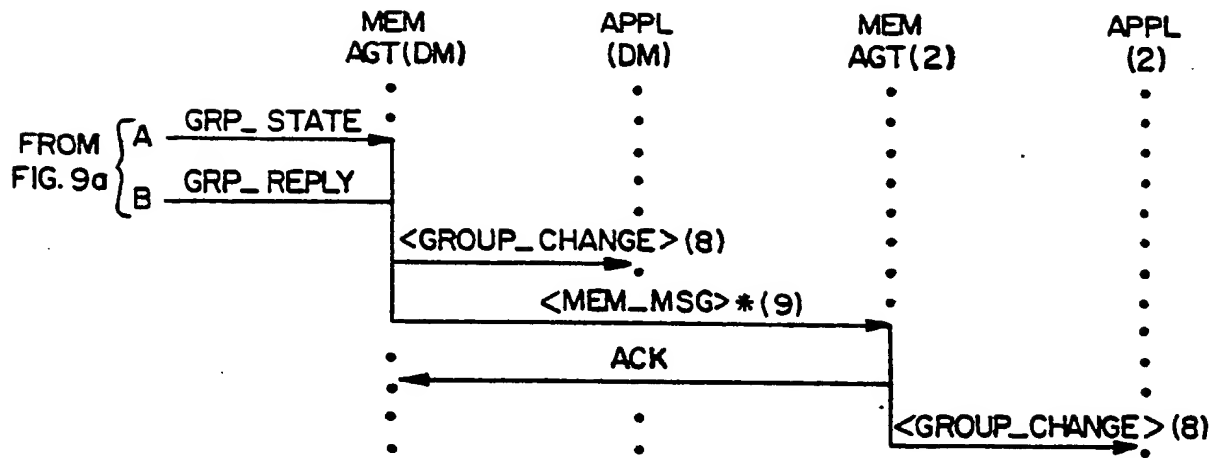 MEM AGT(DM)
APPL (DM)
MEM AGT(2)
APPL (2)
FROM FIG. 9a
A GRP_STATE
B GRP_REPLY
<GROUP_CHANGE>(8)
<MEM_MSG>*(9)
ACK
<GROUP_CHANGE>(8)